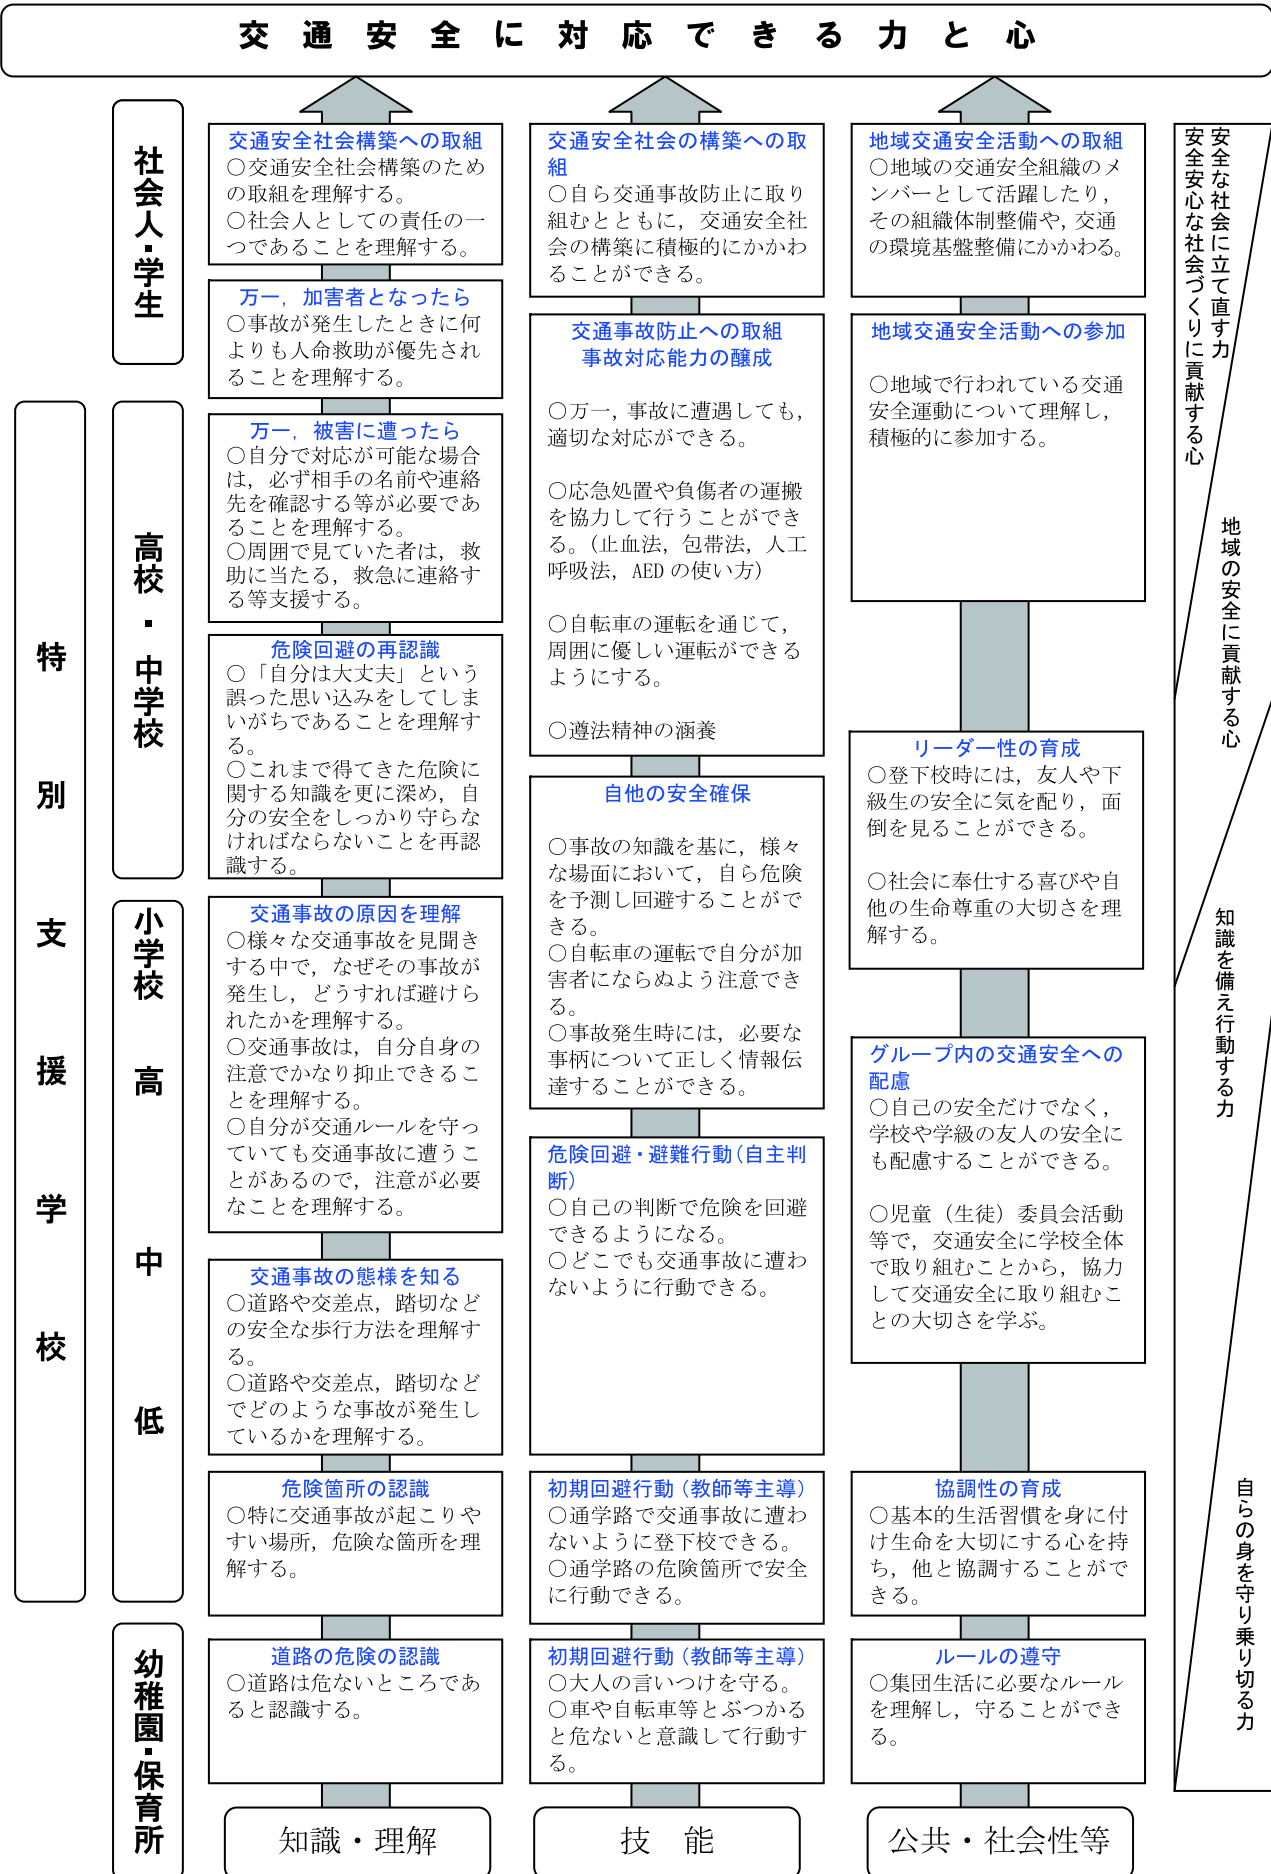 交通安全に対応できる力と心
社会人・学生
高校・中学校
特別支援学校
小学校 高 中 低
幼稚園・保育所
交通安全社会構築への取組
○交通安全社会構築のため
の取組を理解する。
○社会人としての責任の一
つであることを理解する。
万一，加害者となったら
○事故が発生したときに何
よりも人命救助が優先され
ることを理解する。
万一，被害に遭ったら
○自分で対応が可能な場合
は，必ず相手の名前や連絡
先を確認する等が必要であ
ることを理解する。
○周囲で見ていた者は，救
助に当たる，救急に連絡す
る等支援する。
危険回避の再認識
○「自分は大丈夫」という
誤った思い込みをしてしま
いがちであることを理解す
る。
○これまで得てきた危険に
関する知識を更に深め，自
分の安全をしっかり守らな
ければならないことを再認
識する。
交通事故の原因を理解
○様々な交通事故を見聞き
する中で，なぜその事故が
発生し，どうすれば避けら
れたかを理解する。
○交通事故は，自分自身の
注意でかなり抑止できるこ
とを理解する。
○自分が交通ルールを守っ
ていても交通事故に遭うこ
とがあるので，注意が必要
なことを理解する。
交通事故の態様を知る
○道路や交差点，踏切など
の安全な歩行方法を理解す
る。
○道路や交差点，踏切など
でどのような事故が発生し
ているかを理解する。
危険箇所の認識
○特に交通事故が起こりや
すい場所，危険な箇所を理
解する。
道路の危険の認識
○道路は危ないところであ
ると認識する。
知識・理解
交通安全社会の構築への取
組
○自ら交通事故防止に取り
組むとともに，交通安全社
会の構築に積極的にかかわ
ることができる。
交通事故防止への取組
事故対応能力の醸成
○万一，事故に遭遇しても，
適切な対応ができる。
○応急処置や負傷者の運搬
を協力して行うことができ
る。（止血法，包帯法，人工
呼吸法，AED の使い方）
○自転車の運転を通じて，
周囲に優しい運転ができる
ようにする。
○遵法精神の涵養
自他の安全確保
○事故の知識を基に，様々
な場面において，自ら危険
を予測し回避することがで
きる。
○自転車の運転で自分が加
害者にならぬよう注意でき
る。
○事故発生時には，必要な
事柄について正しく情報伝
達することができる。
危険回避・避難行動（自主判
断）
○自己の判断で危険を回避
できるようになる。
○どこでも交通事故に遭わ
ないように行動できる。
初期回避行動（教師等主導）
○通学路で交通事故に遭わ
ないように登下校できる。
○通学路の危険箇所で安全
に行動できる。
初期回避行動（教師等主導）
○大人の言いつけを守る。
○車や自転車等とぶつかる
と危ないと意識して行動す
る。
技　能
地域交通安全活動への取組
○地域の交通安全組織のメ
ンバーとして活躍したり，
その組織体制整備や，交通
の環境基盤整備にかかわる。
地域交通安全活動への参加
○地域で行われている交通
安全運動について理解し，
積極的に参加する。
リーダー性の育成
○登下校時には，友人や下
級生の安全に気を配り，面
倒を見ることができる。
○社会に奉仕する喜びや自
他の生命尊重の大切さを理
解する。
グループ内の交通安全への
配慮
○自己の安全だけでなく，
学校や学級の友人の安全に
も配慮することができる。
○児童（生徒）委員会活動
等で，交通安全に学校全体
で取り組むことから，協力
して交通安全に取り組むこ
との大切さを学ぶ。
協調性の育成
○基本的生活習慣を身に付
け生命を大切にする心を持
ち，他と協調することがで
きる。
ルールの遵守
○集団生活に必要なルール
を理解し，守ることができ
る。
公共・社会性等
安全な社会に立て直す力
安全安心な社会づくりに貢献する心
地域の安全に貢献する心
知識を備え行動する力
自らの身を守り乗り切る力